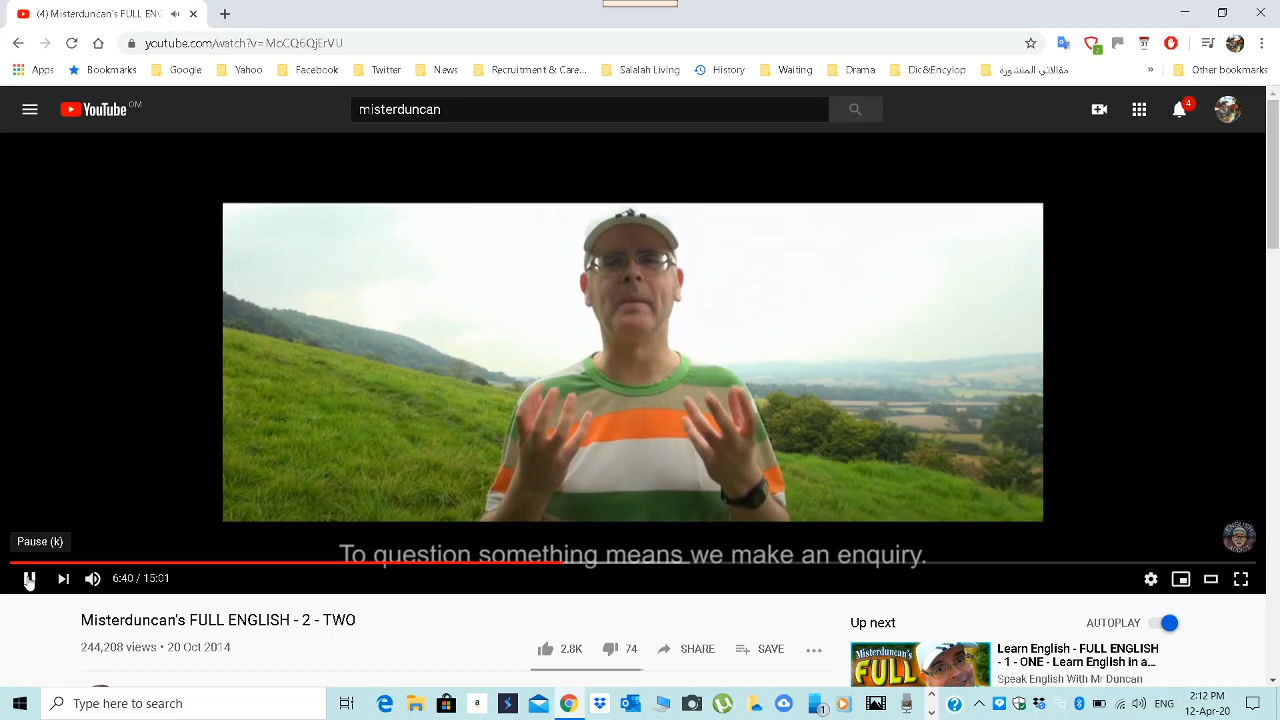 (4) Misterduncan's FULL ENG
youtube.com/watch?v=-MoCQEQjErVU
Apps Bookmarks Google Yahoo Facebook Twitter News Recruitment & Care... Salalah Living History Waiting Drama Dic&Encylop مقالاتي المنشورة » Other bookmarks
YouTube OM
misterduncan
4
To question something means we make an enquiry.
Pause (k)
6:40 / 15:01
Misterduncan's FULL ENGLISH - 2 - TWO
244,208 views • 20 Oct 2014
2.8K 74 SHARE SAVE
Up next
AUTOPLAY
Misterduncan's
FULL
Learn English - FULL ENGLISH
- 1 - ONE - Learn English in a...
Speak English With Mr Duncan
Type here to search
ENG
2:12 PM
12-Apr-20